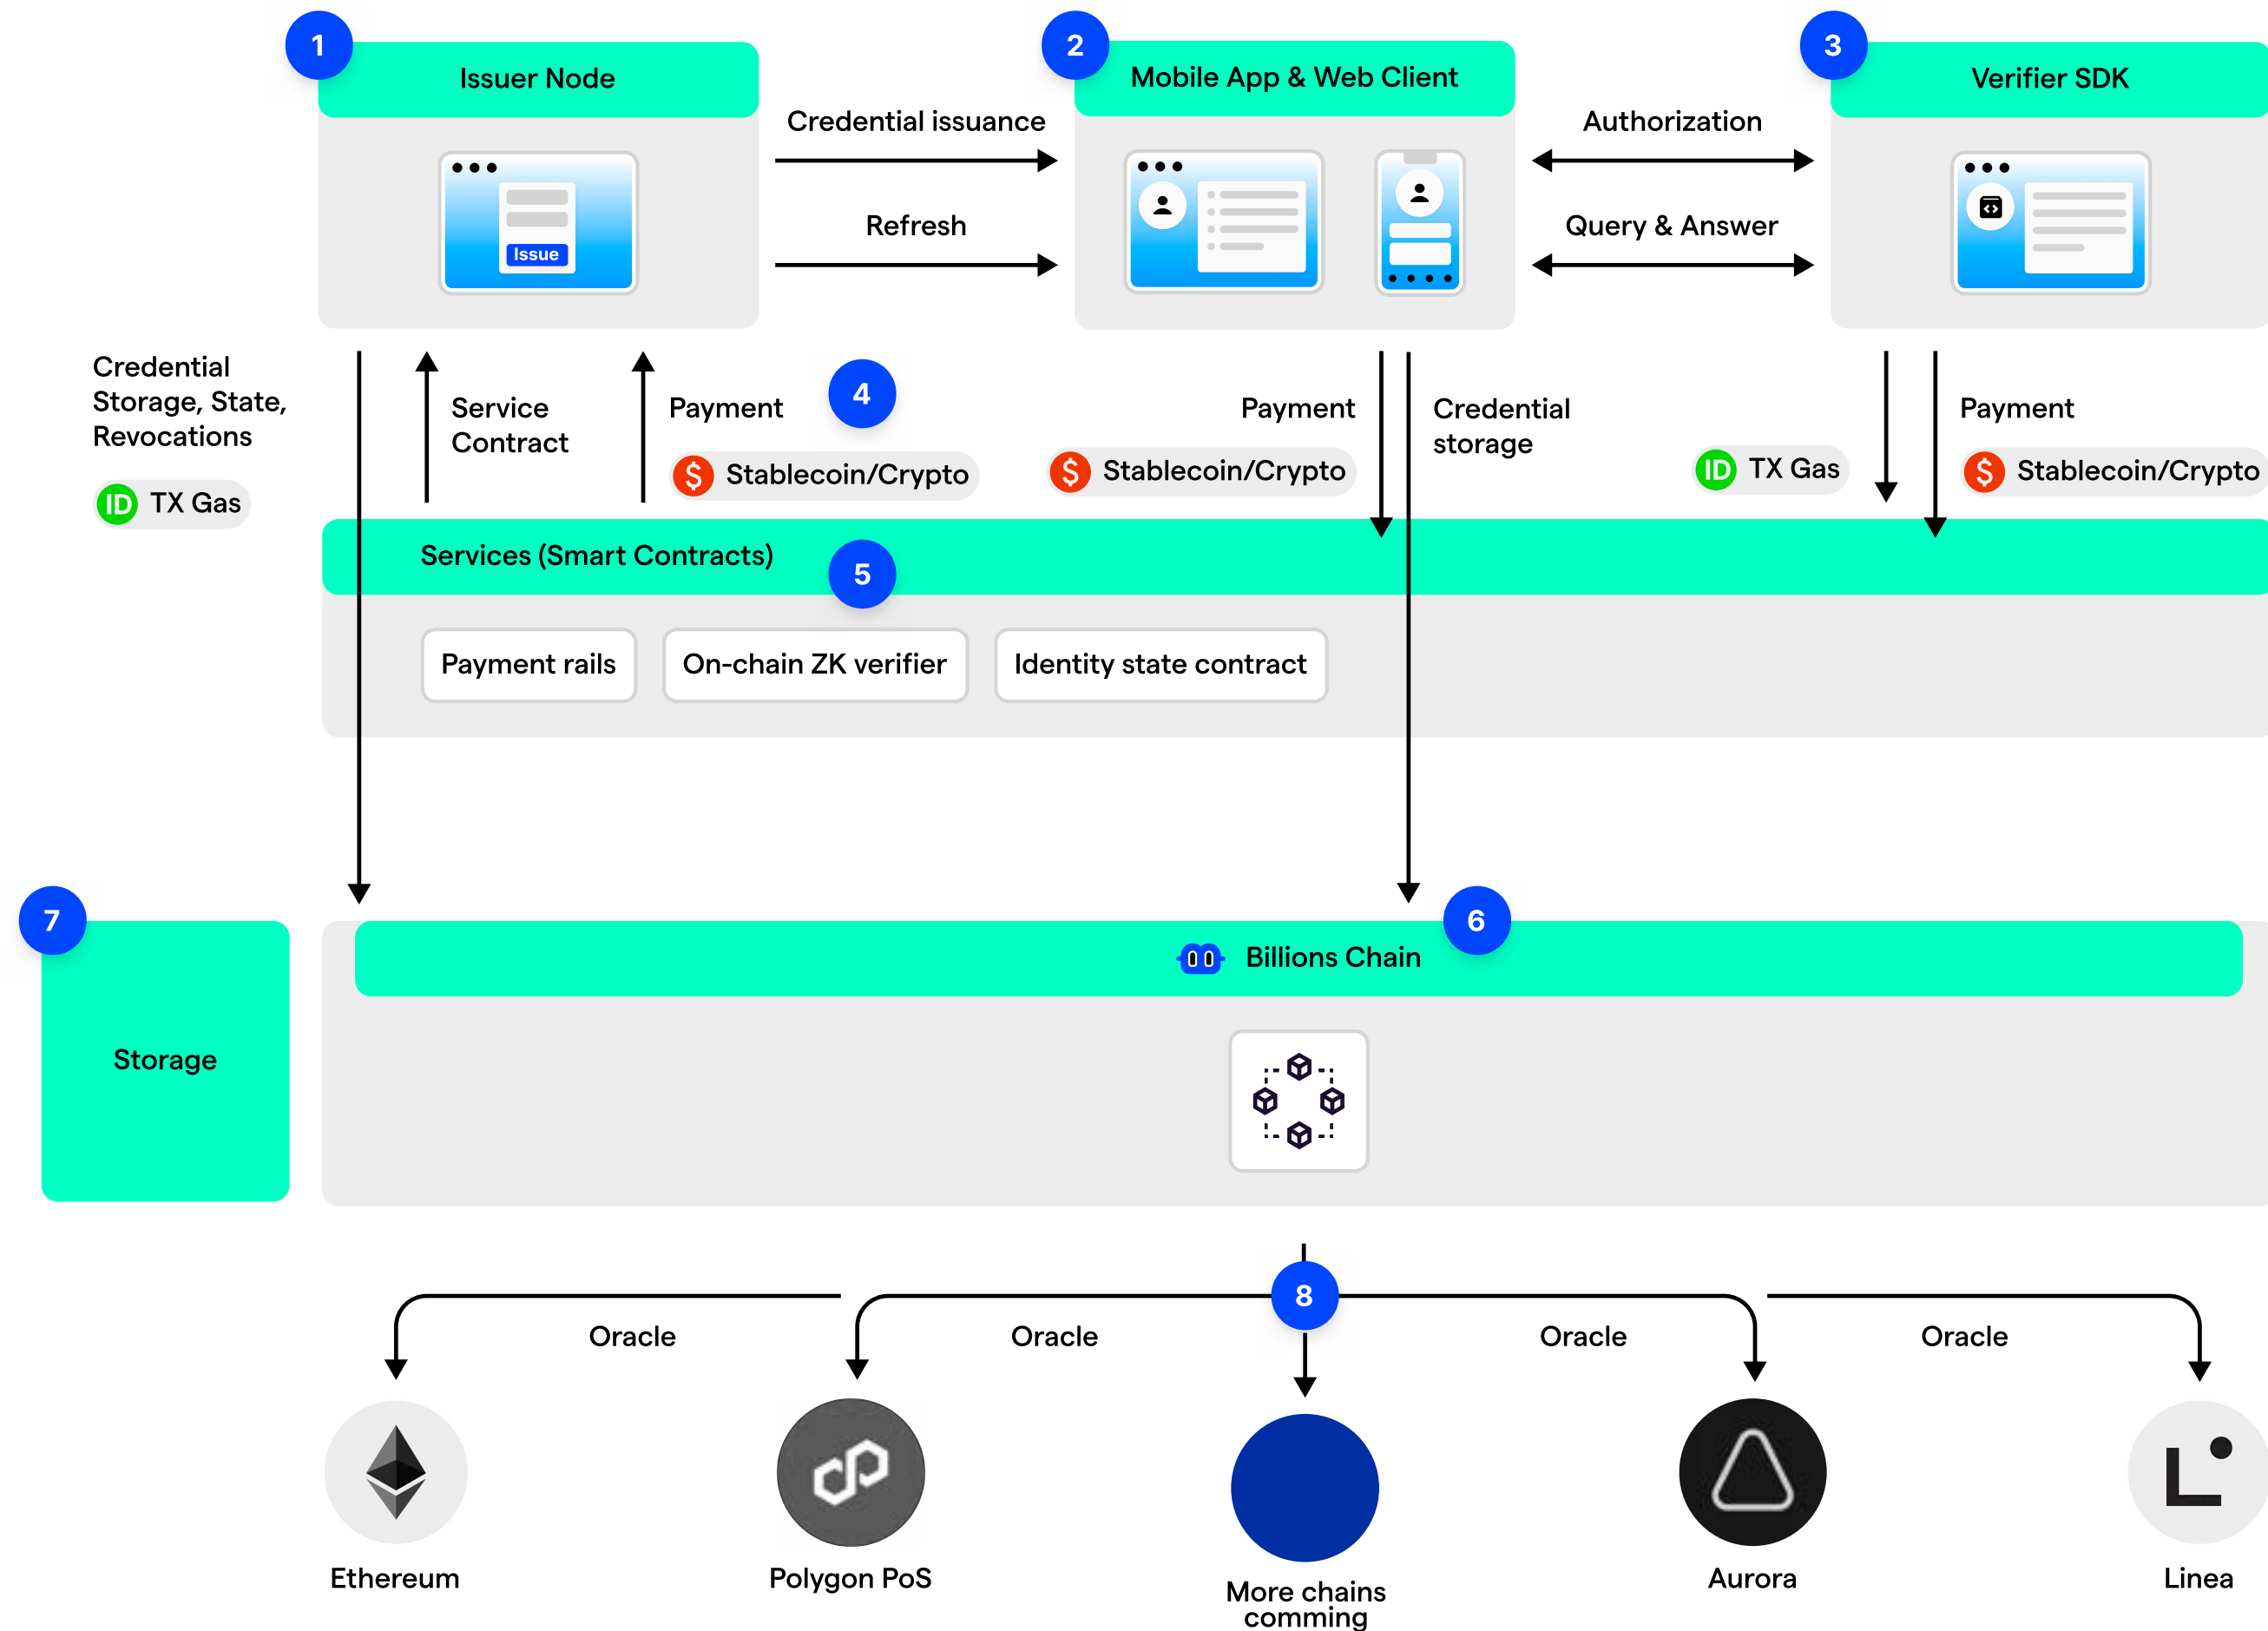 1
Issuer Node
2
Mobile App & Web Client
3
Verifier SDK
Credential issuance
Refresh
Authorization
Query & Answer
Issue
Credential
Storage, State,
Revocations
ID TX Gas
Service
Contract
Payment
4
$ Stablecoin/Crypto
Payment
$ Stablecoin/Crypto
Credential
storage
ID TX Gas
Payment
$ Stablecoin/Crypto
Services (Smart Contracts)
5
Payment rails
On-chain ZK verifier
Identity state contract
7
Storage
Billions Chain
6
8
Oracle
Oracle
Oracle
Oracle
Ethereum
Polygon PoS
More chains
comming
Aurora
Linea